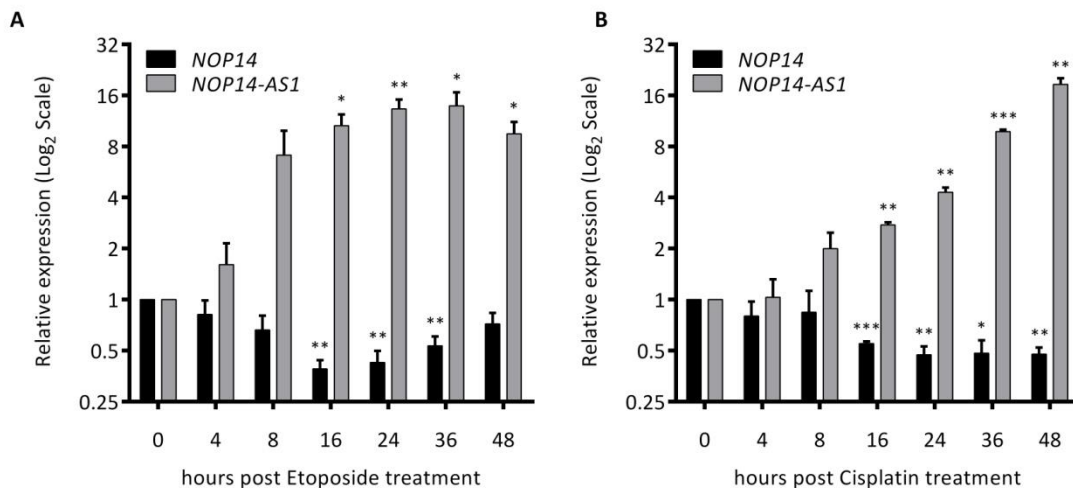 A
NOP14
NOP14-AS1
Relative expression (Log2 Scale)
32
16
8
4
2
1
0.5
0.25
* ** * *
** ** **
0 4 8 16 24 36 48
hours post Etoposide treatment
B
NOP14
NOP14-AS1
Relative expression (Log2 Scale)
32
16
8
4
2
1
0.5
0.25
** ** *** **
*** ** * **
0 4 8 16 24 36 48
hours post Cisplatin treatment